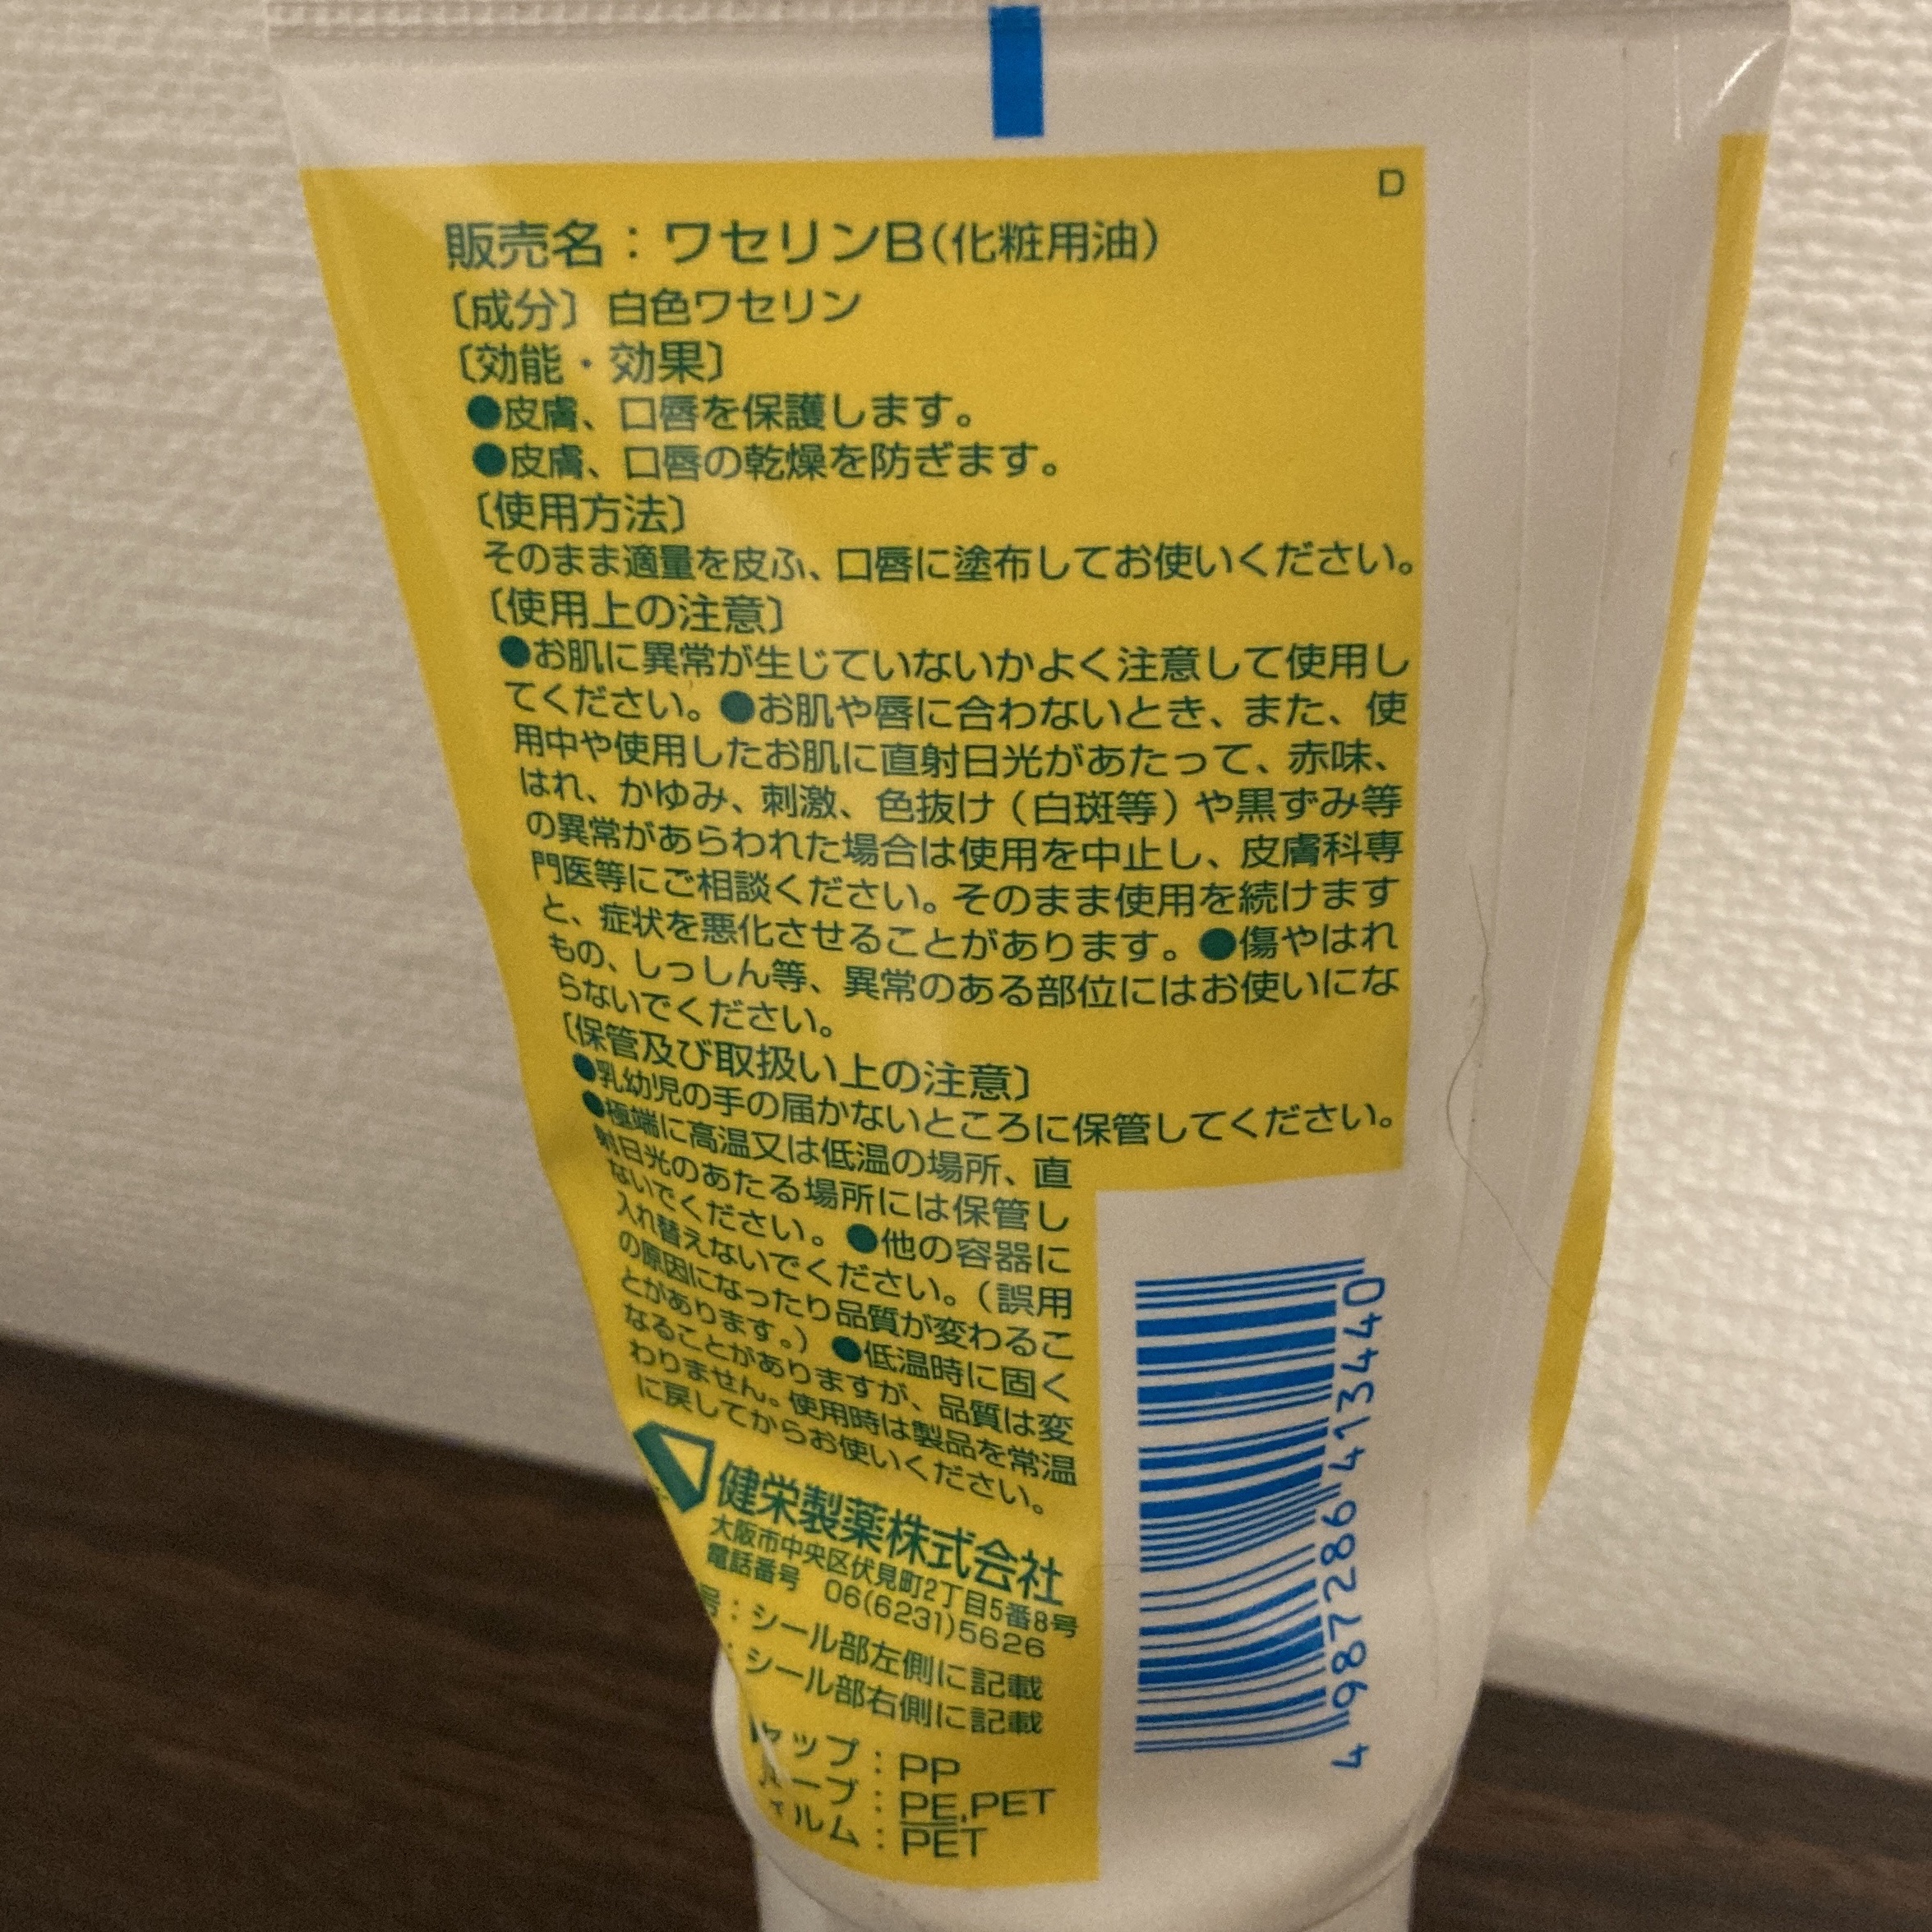 D
販売名：ワセリンB(化粧用油)
〔成分〕白色ワセリン
〔効能・効果〕
●皮膚、口唇を保護します。
●皮膚、口唇の乾燥を防ぎます。
〔使用方法〕
そのまま適量を皮ふ、口唇に塗布してお使いください。
〔使用上の注意〕
●お肌に異常が生じていないかよく注意して使用し
てください。●お肌や唇に合わないとき、また、使
用中や使用したお肌に直射日光があたって、赤味、
はれ、かゆみ、刺激、色抜け（白斑等）や黒ずみ等
の異常があらわれた場合は使用を中止し、皮膚科専
門医等にご相談ください。そのまま使用を続けます
と、症状を悪化させることがあります。●傷やはれ
もの、しっしん等、異常のある部位にはお使いにな
らないでください。
〔保管及び取扱い上の注意〕
●乳幼児の手の届かないところに保管してください。
●極端に高温又は低温の場所、直
射日光のあたる場所には保管し
ないでください。●他の容器に
入れ替えないでください。（誤用
の原因になったり品質が変わるこ
とがあります。）●低温時に固く
なることがありますが、品質は変
わりません。使用時は製品を常温
に戻してからお使いください。
健栄製薬株式会社
大阪市中央区伏見町2丁目5番8号
電話番号 06(6231)5626
号：シール部左側に記載
：シール部右側に記載
ャップ：PP
ーブ：PE,PET
ィルム：PET
4 987286 413440